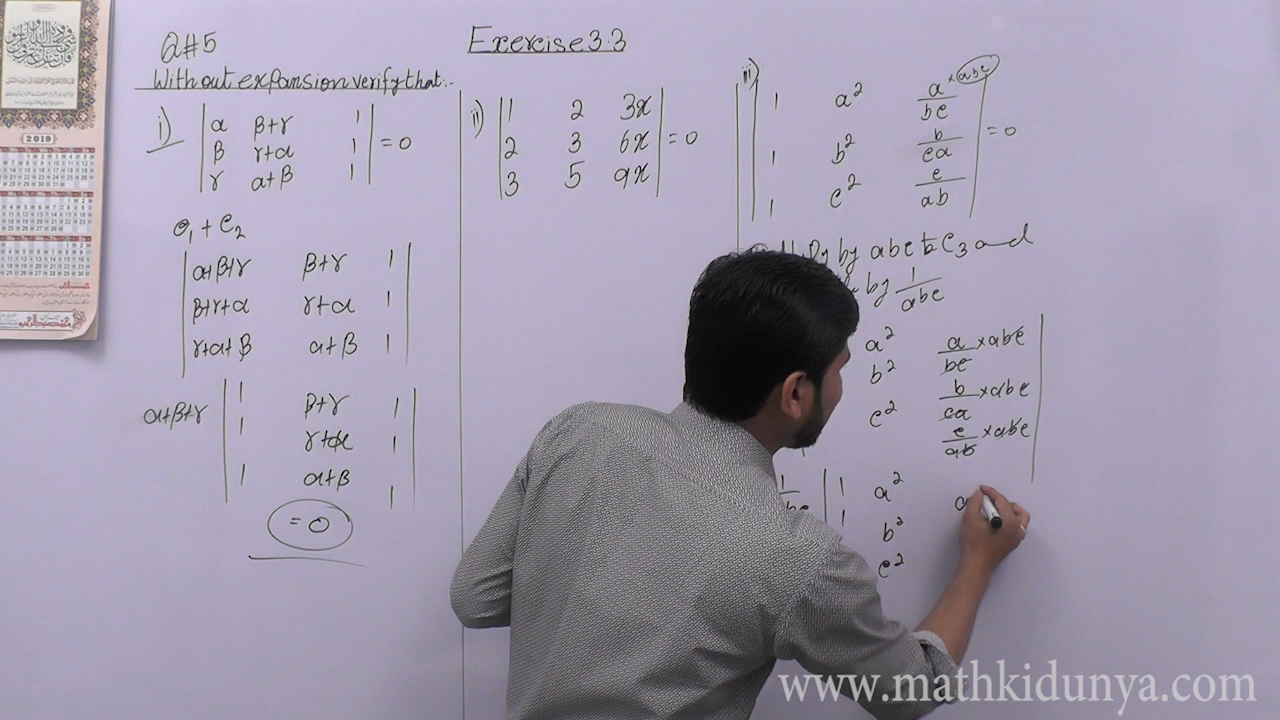 Q#5
Exercise 3.3
Without expansion verify that:-
i)
α β+γ 1
β γ+α 1 = 0
γ α+β 1
C₁ + C₂
α+β+γ β+γ 1
β+γ+α γ+α 1
γ+α+β α+β 1
α+β+γ
1 β+γ 1
1 γ+α 1
1 α+β 1
= 0
ii)
1 2 3x
2 3 6x = 0
3 5 9x
iii)
1 a² a/bc × abc
1 b² b/ca = 0
1 c² c/ab
by abc to C₃ and
by 1/abc
a² a/bc × abc
b² b/ca × abc
c² c/ab × abc
1 a² a
1 b²
c²
2019
www.mathkidunya.com